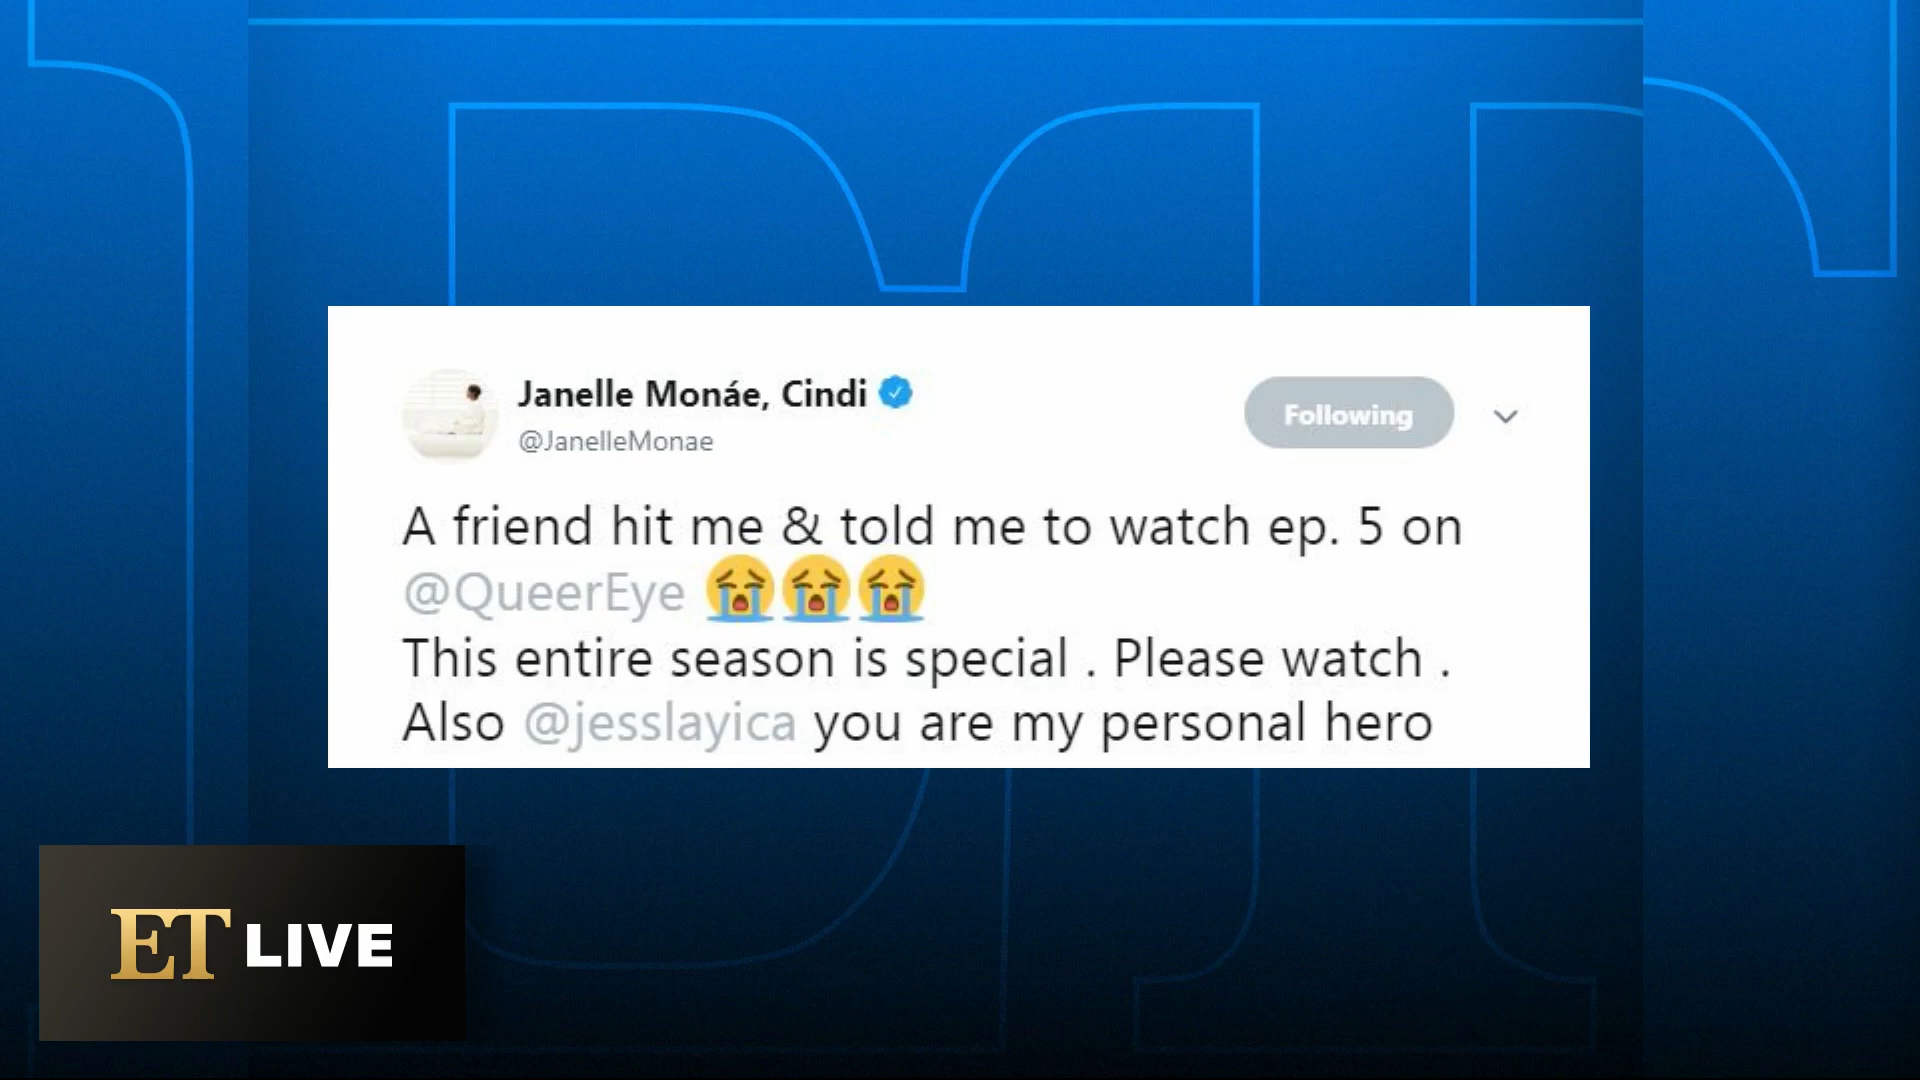 Janelle Monáe, Cindi
@JanelleMonae
Following
A friend hit me & told me to watch ep. 5 on
@QueerEye 😭😭😭
This entire season is special . Please watch .
Also @jesslayica you are my personal hero
ET LIVE